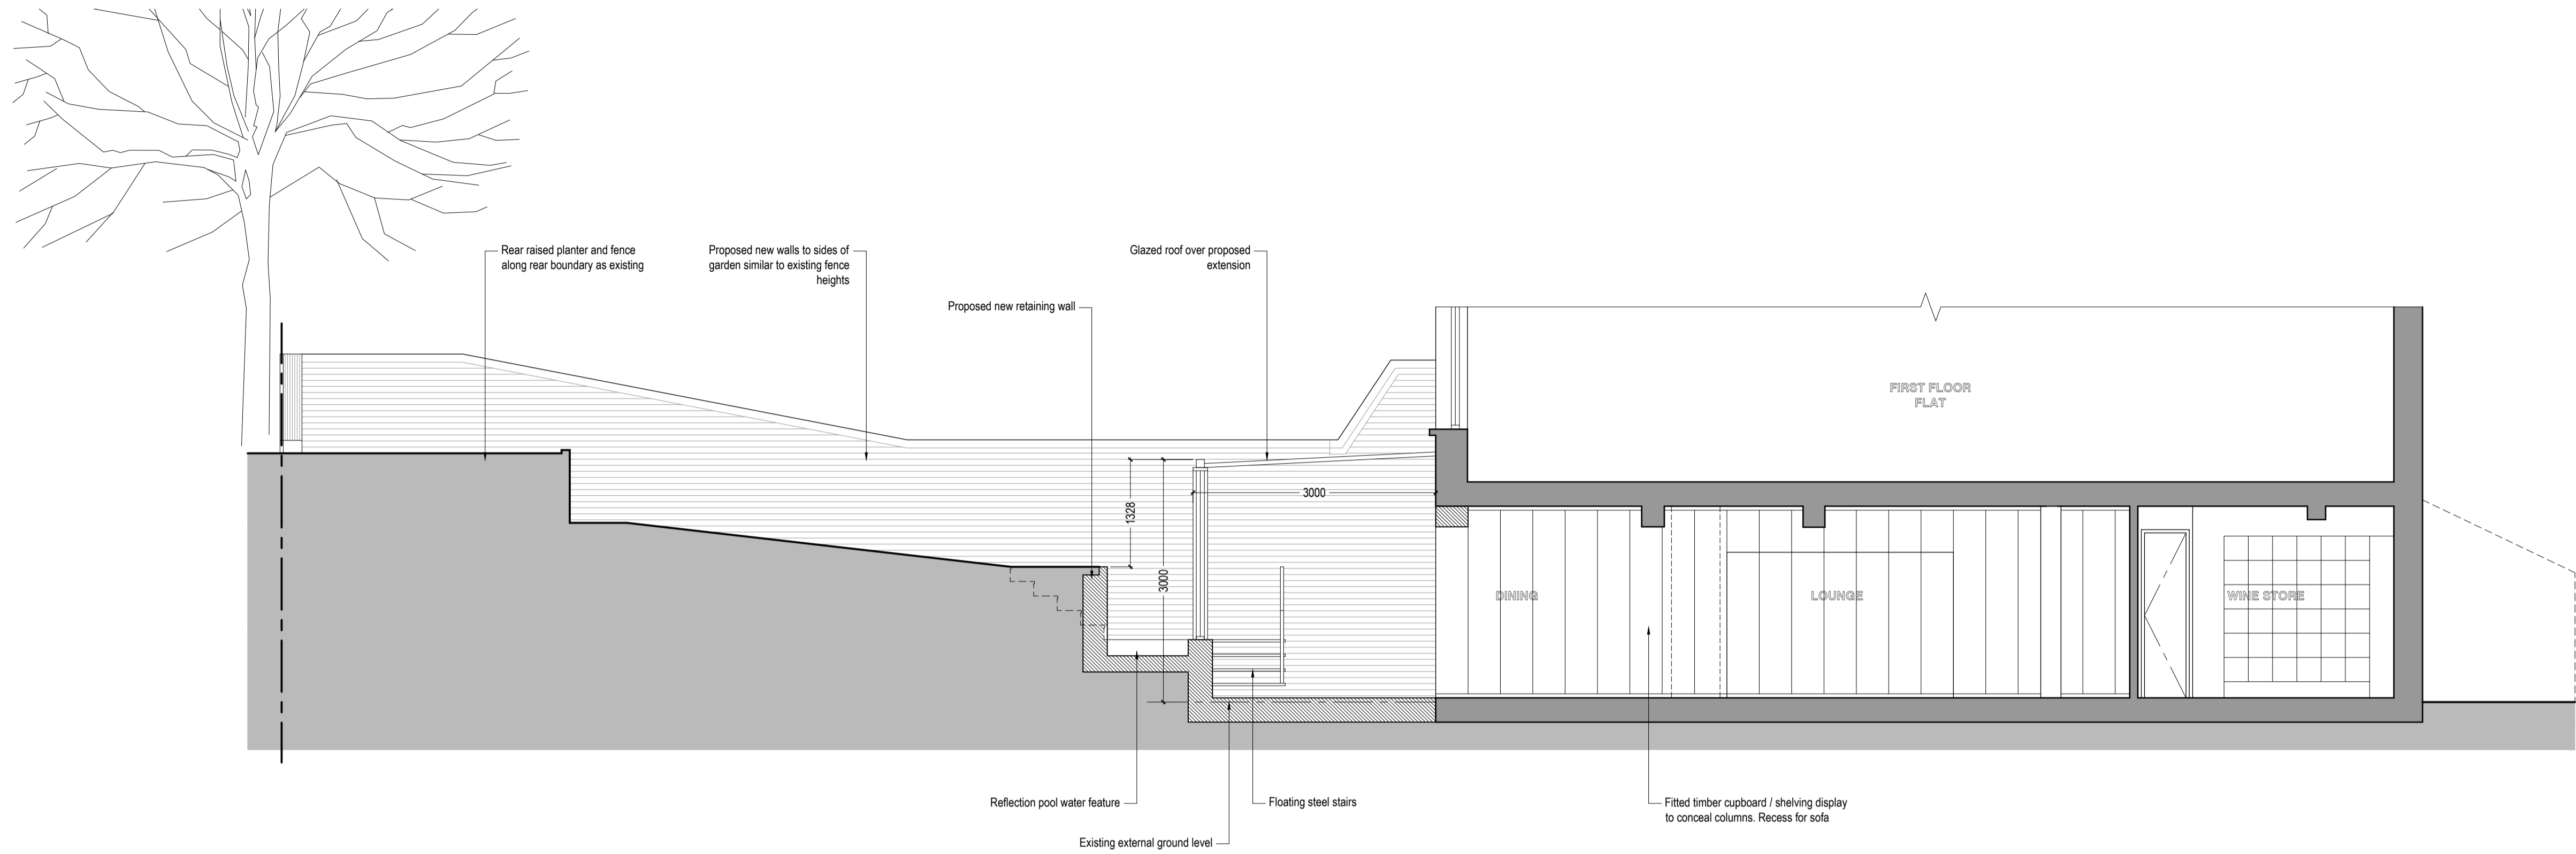 Rear raised planter and fence
along rear boundary as existing
Proposed new walls to sides of
garden similar to existing fence
heights
Glazed roof over proposed
extension
Proposed new retaining wall
FIRST FLOOR
FLAT
3000
1328
3000
DINING
LOUNGE
WINE STORE
Reflection pool water feature
Floating steel stairs
Fitted timber cupboard / shelving display
to conceal columns. Recess for sofa
Existing external ground level